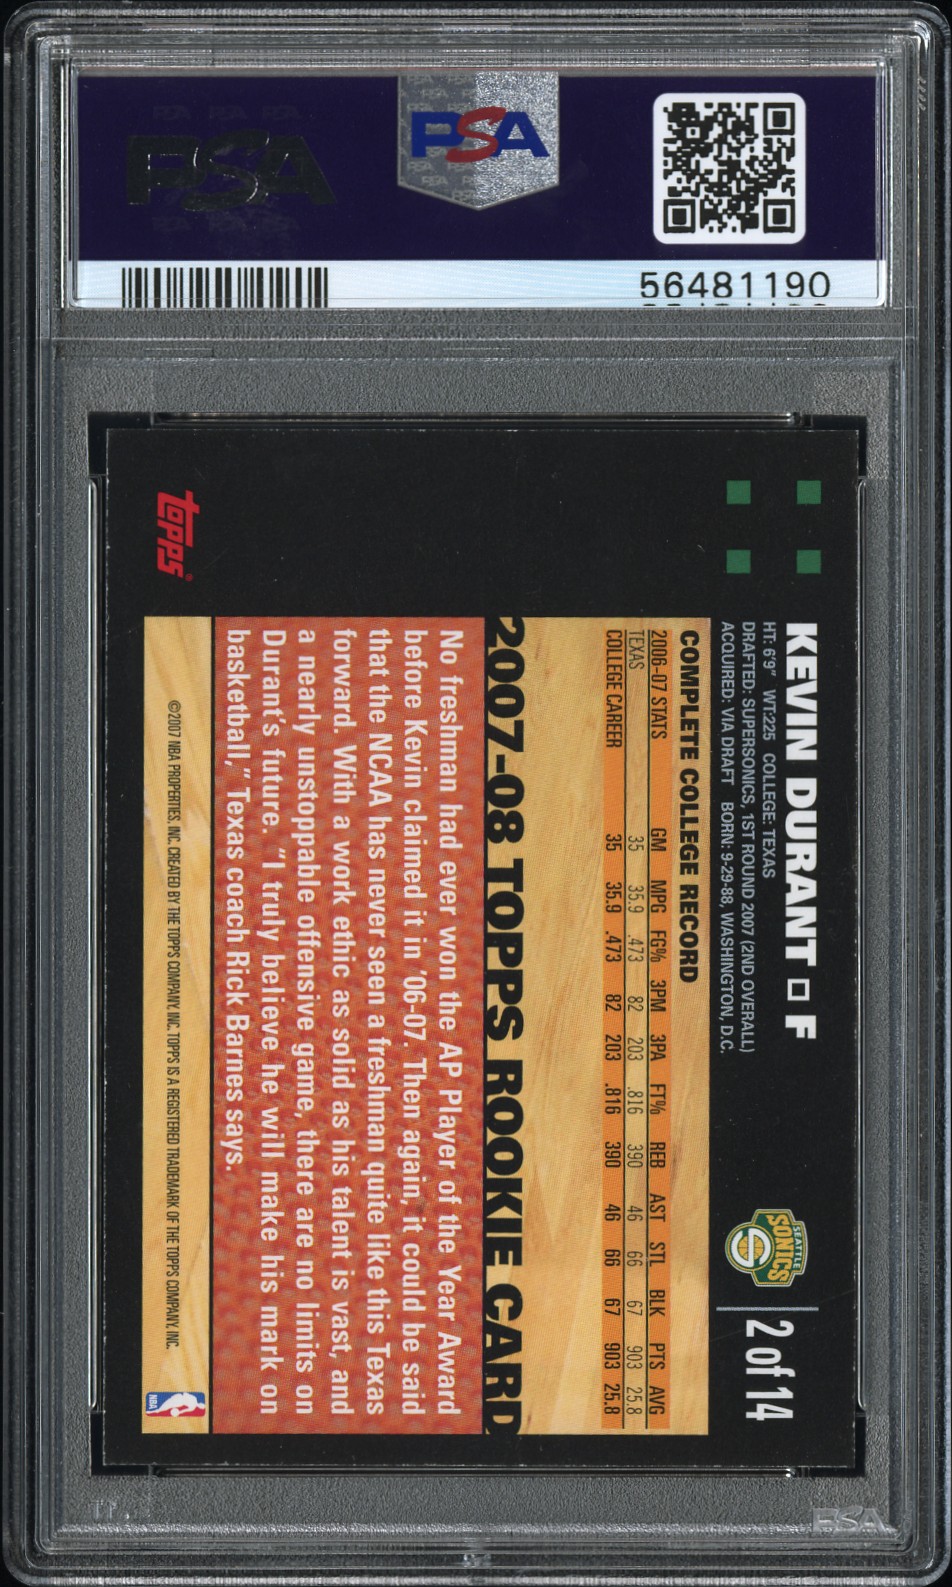 PSA
PSA
56481190
KEVIN DURANT ◻ F
HT: 6'9" WT:225 COLLEGE: TEXAS
DRAFTED: SUPERSONICS, 1ST ROUND 2007 (2ND OVERALL)
ACQUIRED: VIA DRAFT BORN: 9-29-88, WASHINGTON, D.C.
SEATTLE
SONICS
2 of 14
COMPLETE COLLEGE RECORD
2006-07 STATS GM MPG FG% 3PM 3PA FT% REB AST STL BLK PTS AVG
TEXAS 35 35.9 .473 82 203 .816 390 46 66 67 903 25.8
COLLEGE CAREER 35 35.9 .473 82 203 .816 390 46 66 67 903 25.8
2007-08 TOPPS ROOKIE CARD
No freshman had ever won the AP Player of the Year Award
before Kevin claimed it in '06-07. Then again, it could be said
that the NCAA has never seen a freshman quite like this Texas
forward. With a work ethic as solid as his talent is vast, and
a nearly unstoppable offensive game, there are no limits on
Durant's future. "I truly believe he will make his mark on
basketball," Texas coach Rick Barnes says.
topps
©2007 NBA PROPERTIES, INC. CREATED BY THE TOPPS COMPANY, INC. TOPPS IS A REGISTERED TRADEMARK OF THE TOPPS COMPANY, INC.
NBA
PSA